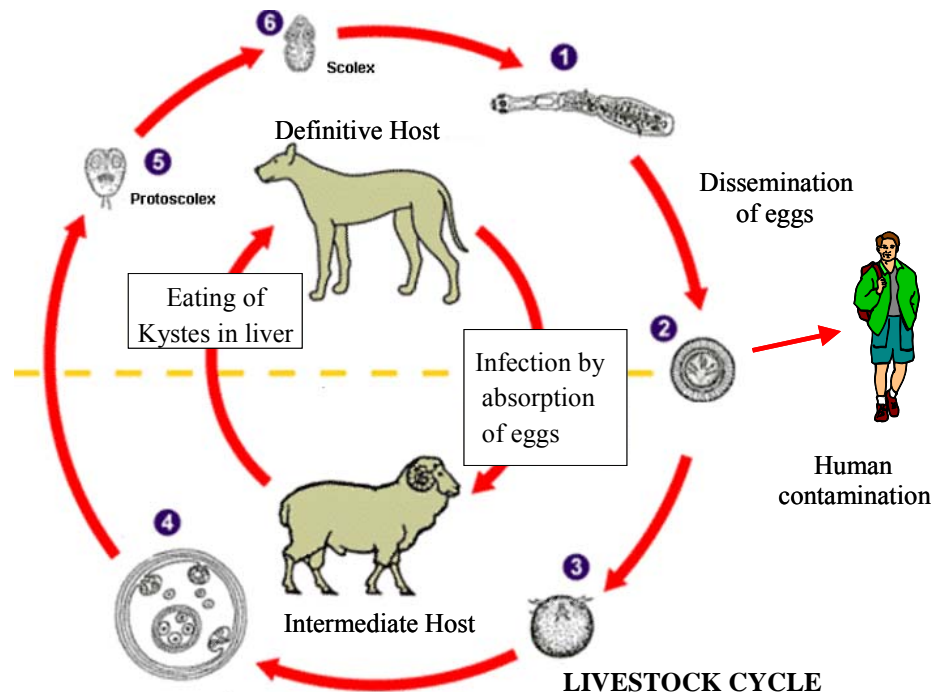 6
Scolex
1
Definitive Host
5
Protoscolex
Dissemination
of eggs
Eating of
Kystes in liver
2
Infection by
absorption
of eggs
Human
contamination
4
3
Intermediate Host
LIVESTOCK CYCLE